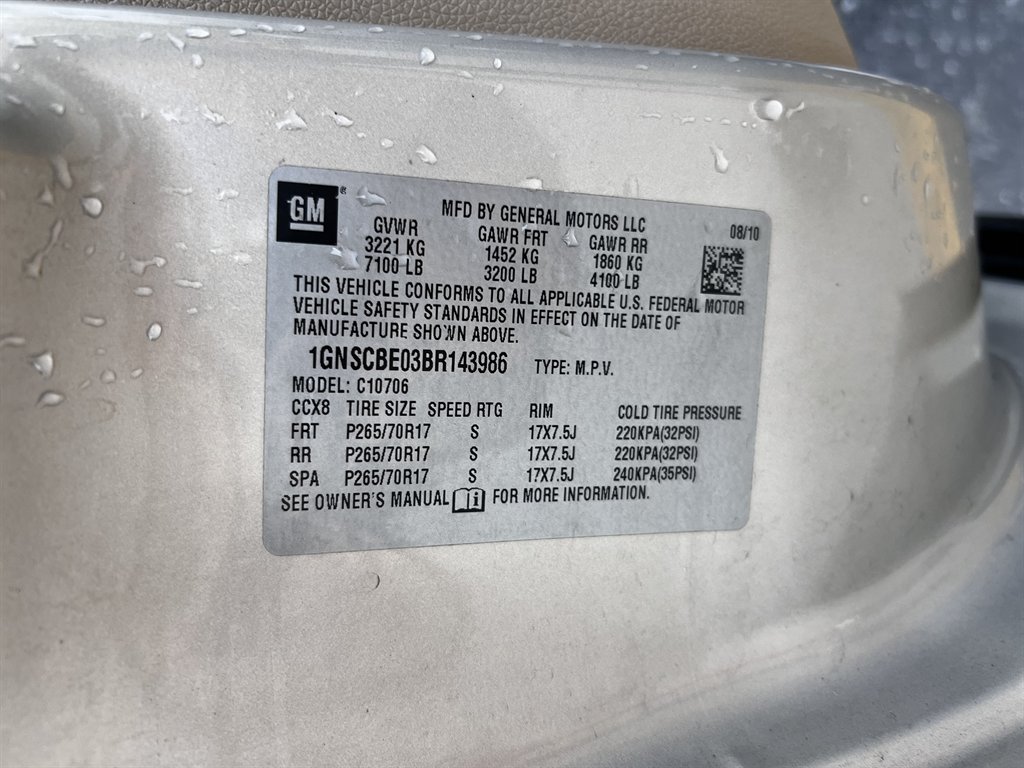 GM ®
MFD BY GENERAL MOTORS LLC 08/10
GVWR GAWR FRT GAWR RR
3221 KG 1452 KG 1860 KG
7100 LB 3200 LB 4100 LB
THIS VEHICLE CONFORMS TO ALL APPLICABLE U.S. FEDERAL MOTOR
VEHICLE SAFETY STANDARDS IN EFFECT ON THE DATE OF
MANUFACTURE SHOWN ABOVE.
1GNSCBE03BR143986 TYPE: M.P.V.
MODEL: C10706
CCX8 TIRE SIZE SPEED RTG RIM COLD TIRE PRESSURE
FRT P265/70R17 S 17X7.5J 220KPA(32PSI)
RR P265/70R17 S 17X7.5J 220KPA(32PSI)
SPA P265/70R17 S 17X7.5J 240KPA(35PSI)
SEE OWNER'S MANUAL i FOR MORE INFORMATION.